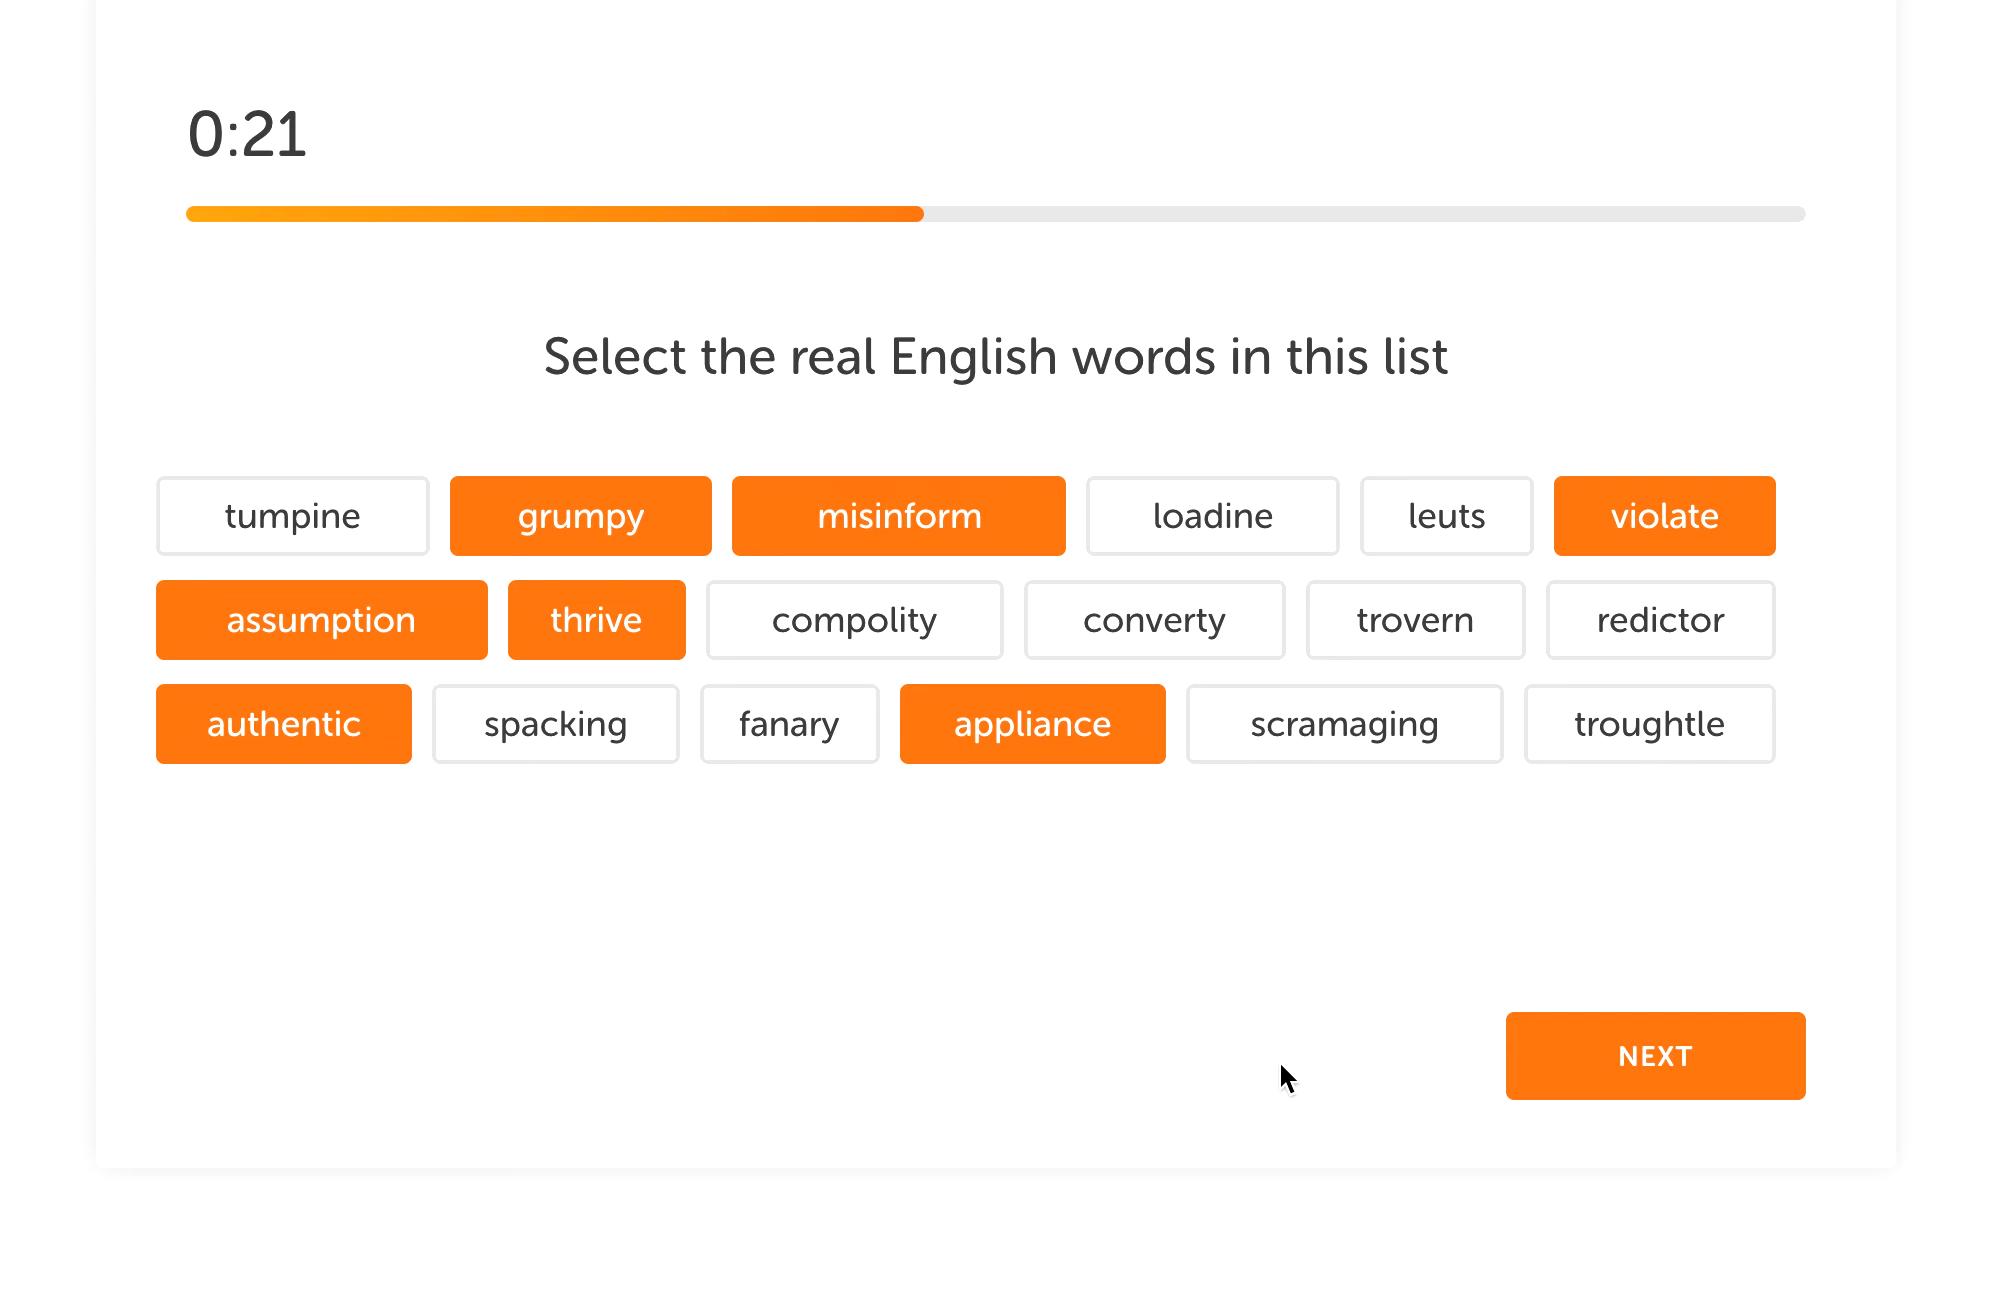 0:21
Select the real English words in this list
tumpine grumpy misinform loadine leuts violate
assumption thrive compolity converty trovern redictor
authentic spacking fanary appliance scramaging troughtle
NEXT